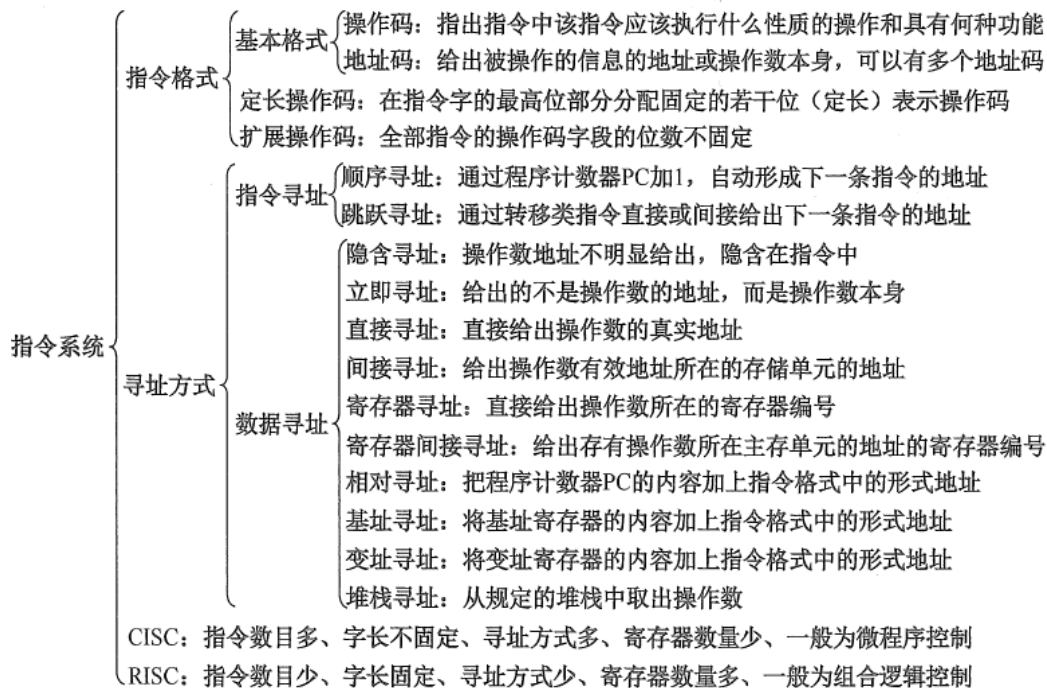 指令系统
指令格式
基本格式
操作码：指出指令中该指令应该执行什么性质的操作和具有何种功能
地址码：给出被操作的信息的地址或操作数本身，可以有多个地址码
定长操作码：在指令字的最高位部分分配固定的若干位（定长）表示操作码
扩展操作码：全部指令的操作码字段的位数不固定
寻址方式
指令寻址
顺序寻址：通过程序计数器PC加1，自动形成下一条指令的地址
跳跃寻址：通过转移类指令直接或间接给出下一条指令的地址
数据寻址
隐含寻址：操作数地址不明显给出，隐含在指令中
立即寻址：给出的不是操作数的地址，而是操作数本身
直接寻址：直接给出操作数的真实地址
间接寻址：给出操作数有效地址所在的存储单元的地址
寄存器寻址：直接给出操作数所在的寄存器编号
寄存器间接寻址：给出存有操作数所在主存单元的地址的寄存器编号
相对寻址：把程序计数器PC的内容加上指令格式中的形式地址
基址寻址：将基址寄存器的内容加上指令格式中的形式地址
变址寻址：将变址寄存器的内容加上指令格式中的形式地址
堆栈寻址：从规定的堆栈中取出操作数
CISC：指令数目多、字长不固定、寻址方式多、寄存器数量少、一般为微程序控制
RISC：指令数目少、字长固定、寻址方式少、寄存器数量多、一般为组合逻辑控制